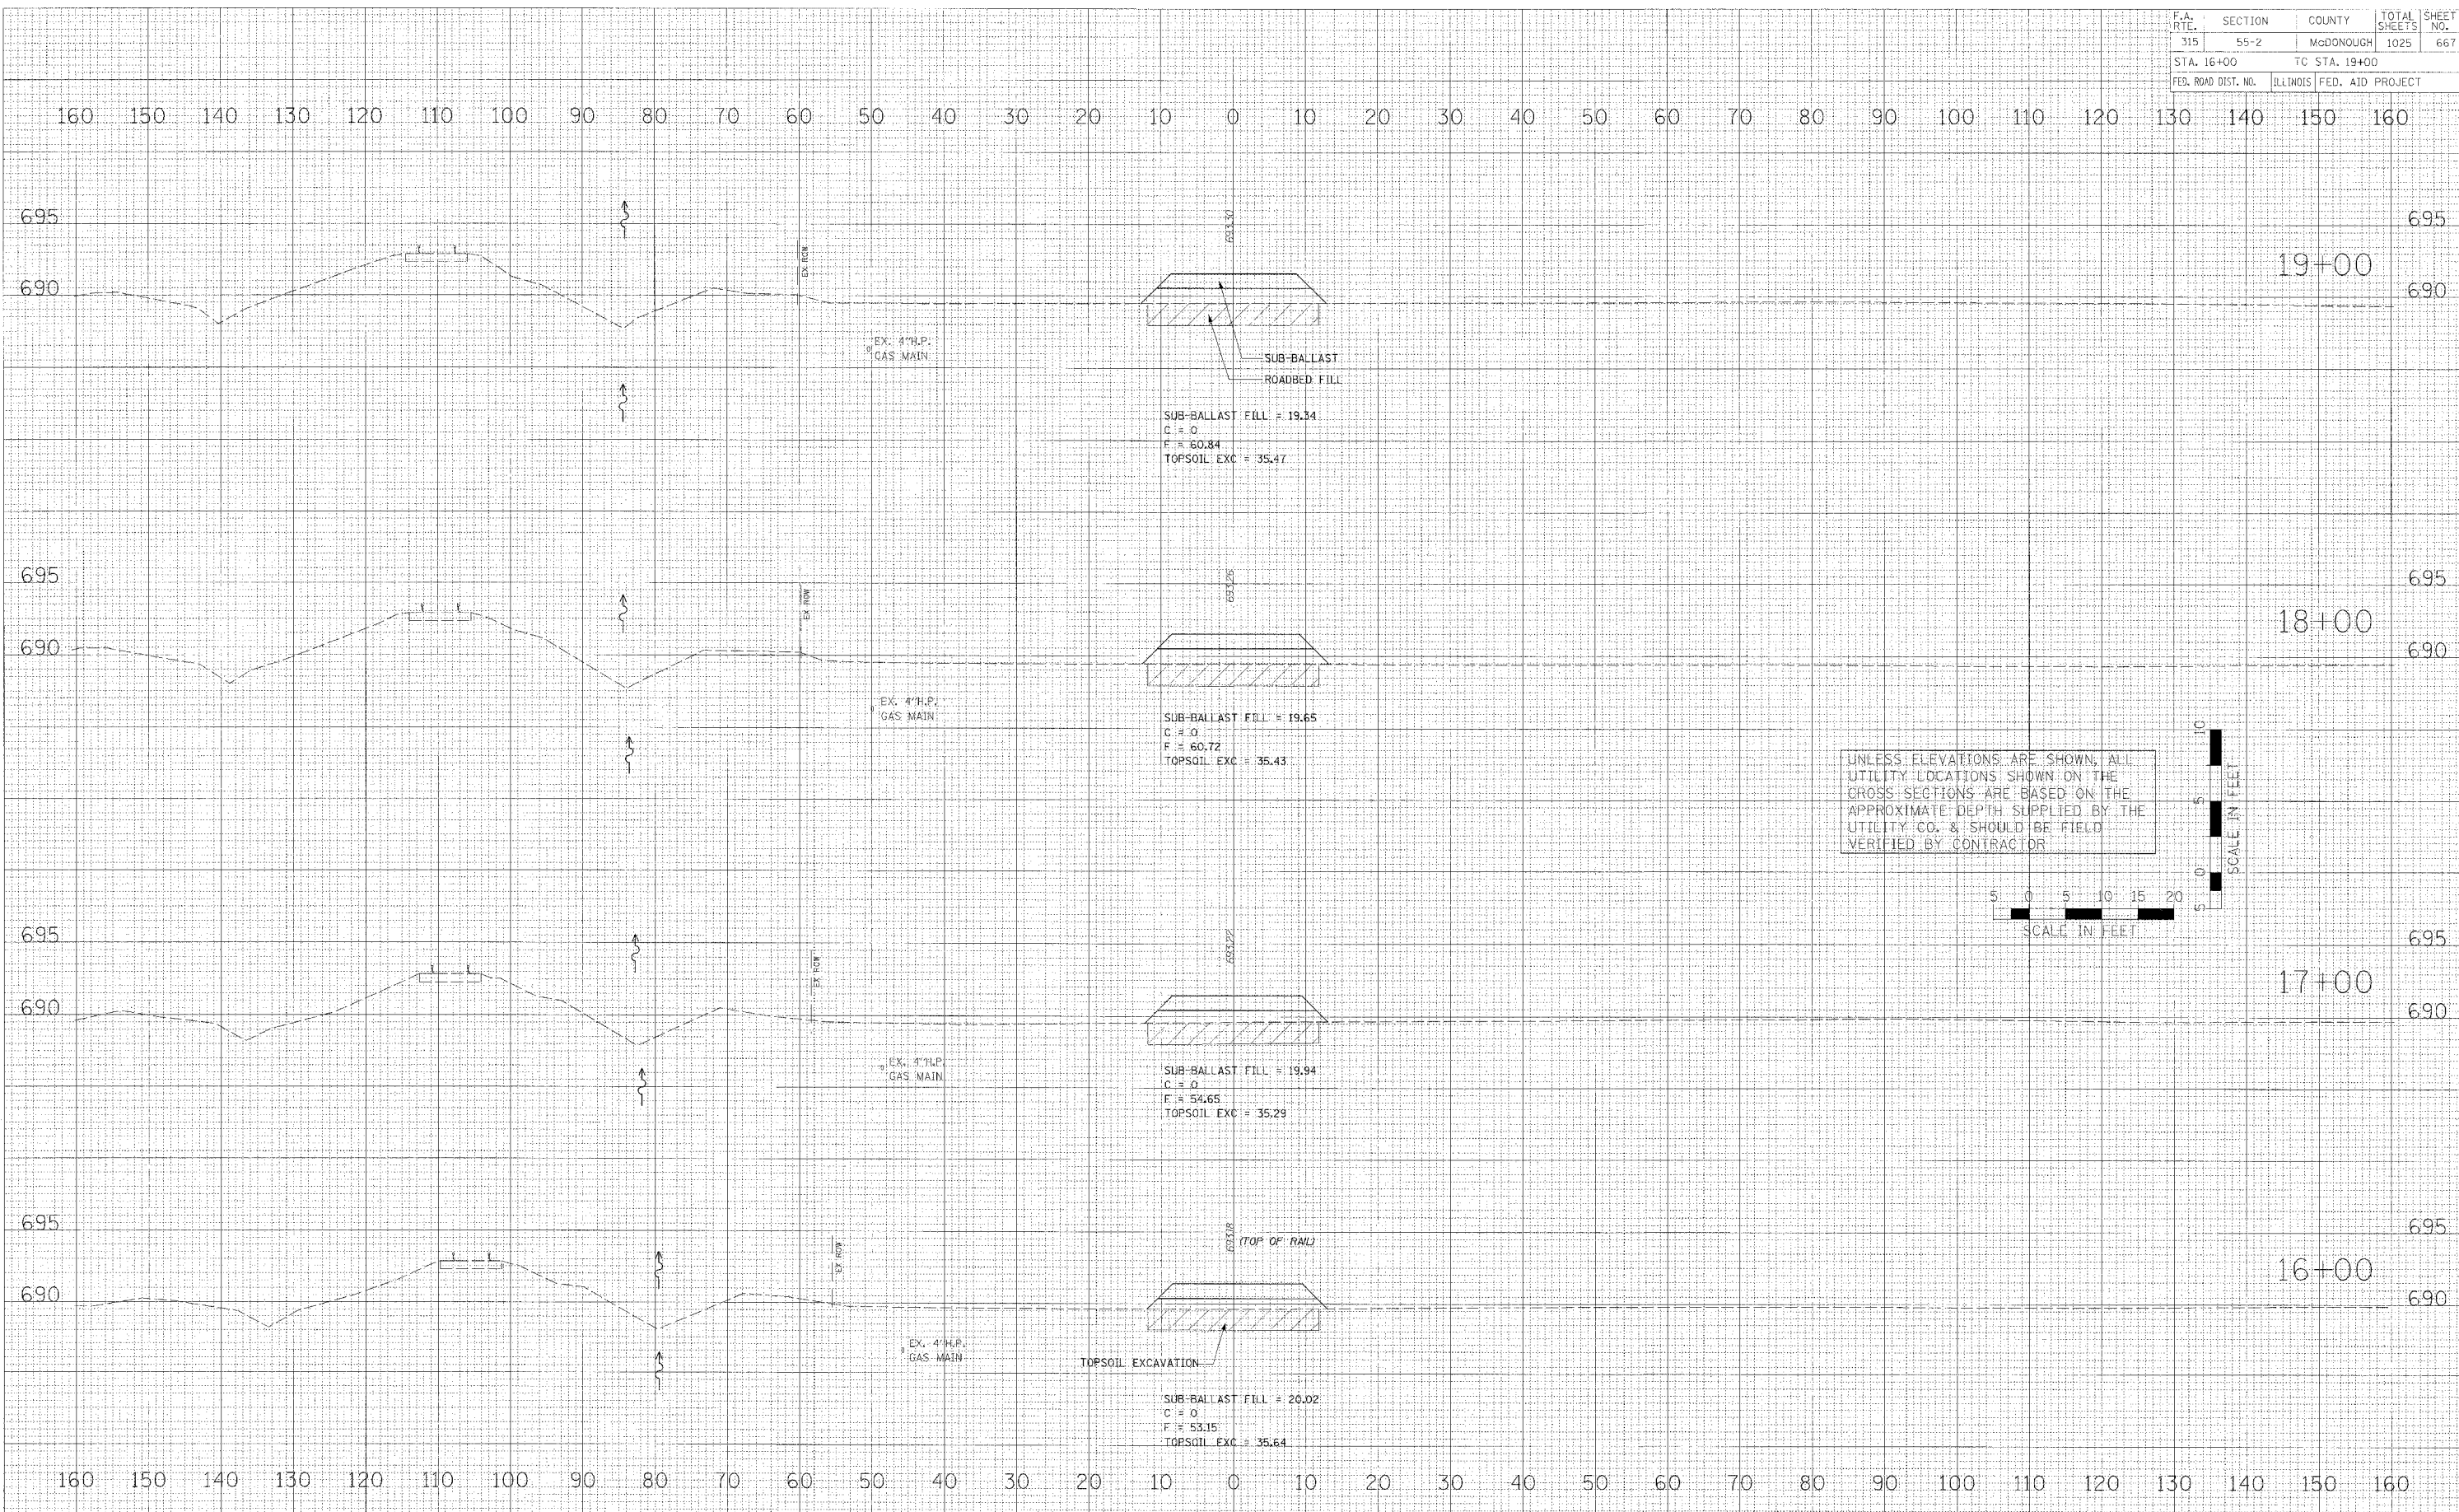 F.A. RTE. SECTION COUNTY TOTAL SHEETS SHEET NO.
315 55-2 McDONOUGH 1025 667
STA. 16+00 TO STA. 19+00
FED. ROAD DIST. NO. ILLINOIS FED. AID PROJECT
160 150 140 130 120 110 100 90 80 70 60 50 40 30 20 10 0 10 20 30 40 50 60 70 80 90 100 110 120 130 140 150 160
695 693.30 695
EX ROW
19+00
690 690
EX. 4"H.P.
GAS MAIN
SUB-BALLAST
ROADBED FILL
SUB-BALLAST FILL = 19.34
C = 0
F = 60.84
TOPSOIL EXC = 35.47
695 693.26 695
EX ROW
18+00
690 690
EX. 4"H.P.
GAS MAIN
SUB-BALLAST FILL = 19.65
C = 0
F = 60.72
TOPSOIL EXC = 35.43
UNLESS ELEVATIONS ARE SHOWN, ALL
UTILITY LOCATIONS SHOWN ON THE
CROSS SECTIONS ARE BASED ON THE
APPROXIMATE DEPTH SUPPLIED BY THE
UTILITY CO. & SHOULD BE FIELD
VERIFIED BY CONTRACTOR
10 5 0 5
SCALE IN FEET
5 0 5 10 15 20
SCALE IN FEET
695 693.22 695
EX ROW
17+00
690 690
EX. 4"H.P.
GAS MAIN
SUB-BALLAST FILL = 19.94
C = 0
F = 54.65
TOPSOIL EXC = 35.29
695 693.18 (TOP OF RAIL) 695
EX ROW
16+00
690 690
EX. 4"H.P.
GAS MAIN
TOPSOIL EXCAVATION
SUB-BALLAST FILL = 20.02
C = 0
F = 53.15
TOPSOIL EXC = 35.64
160 150 140 130 120 110 100 90 80 70 60 50 40 30 20 10 0 10 20 30 40 50 60 70 80 90 100 110 120 130 140 150 160